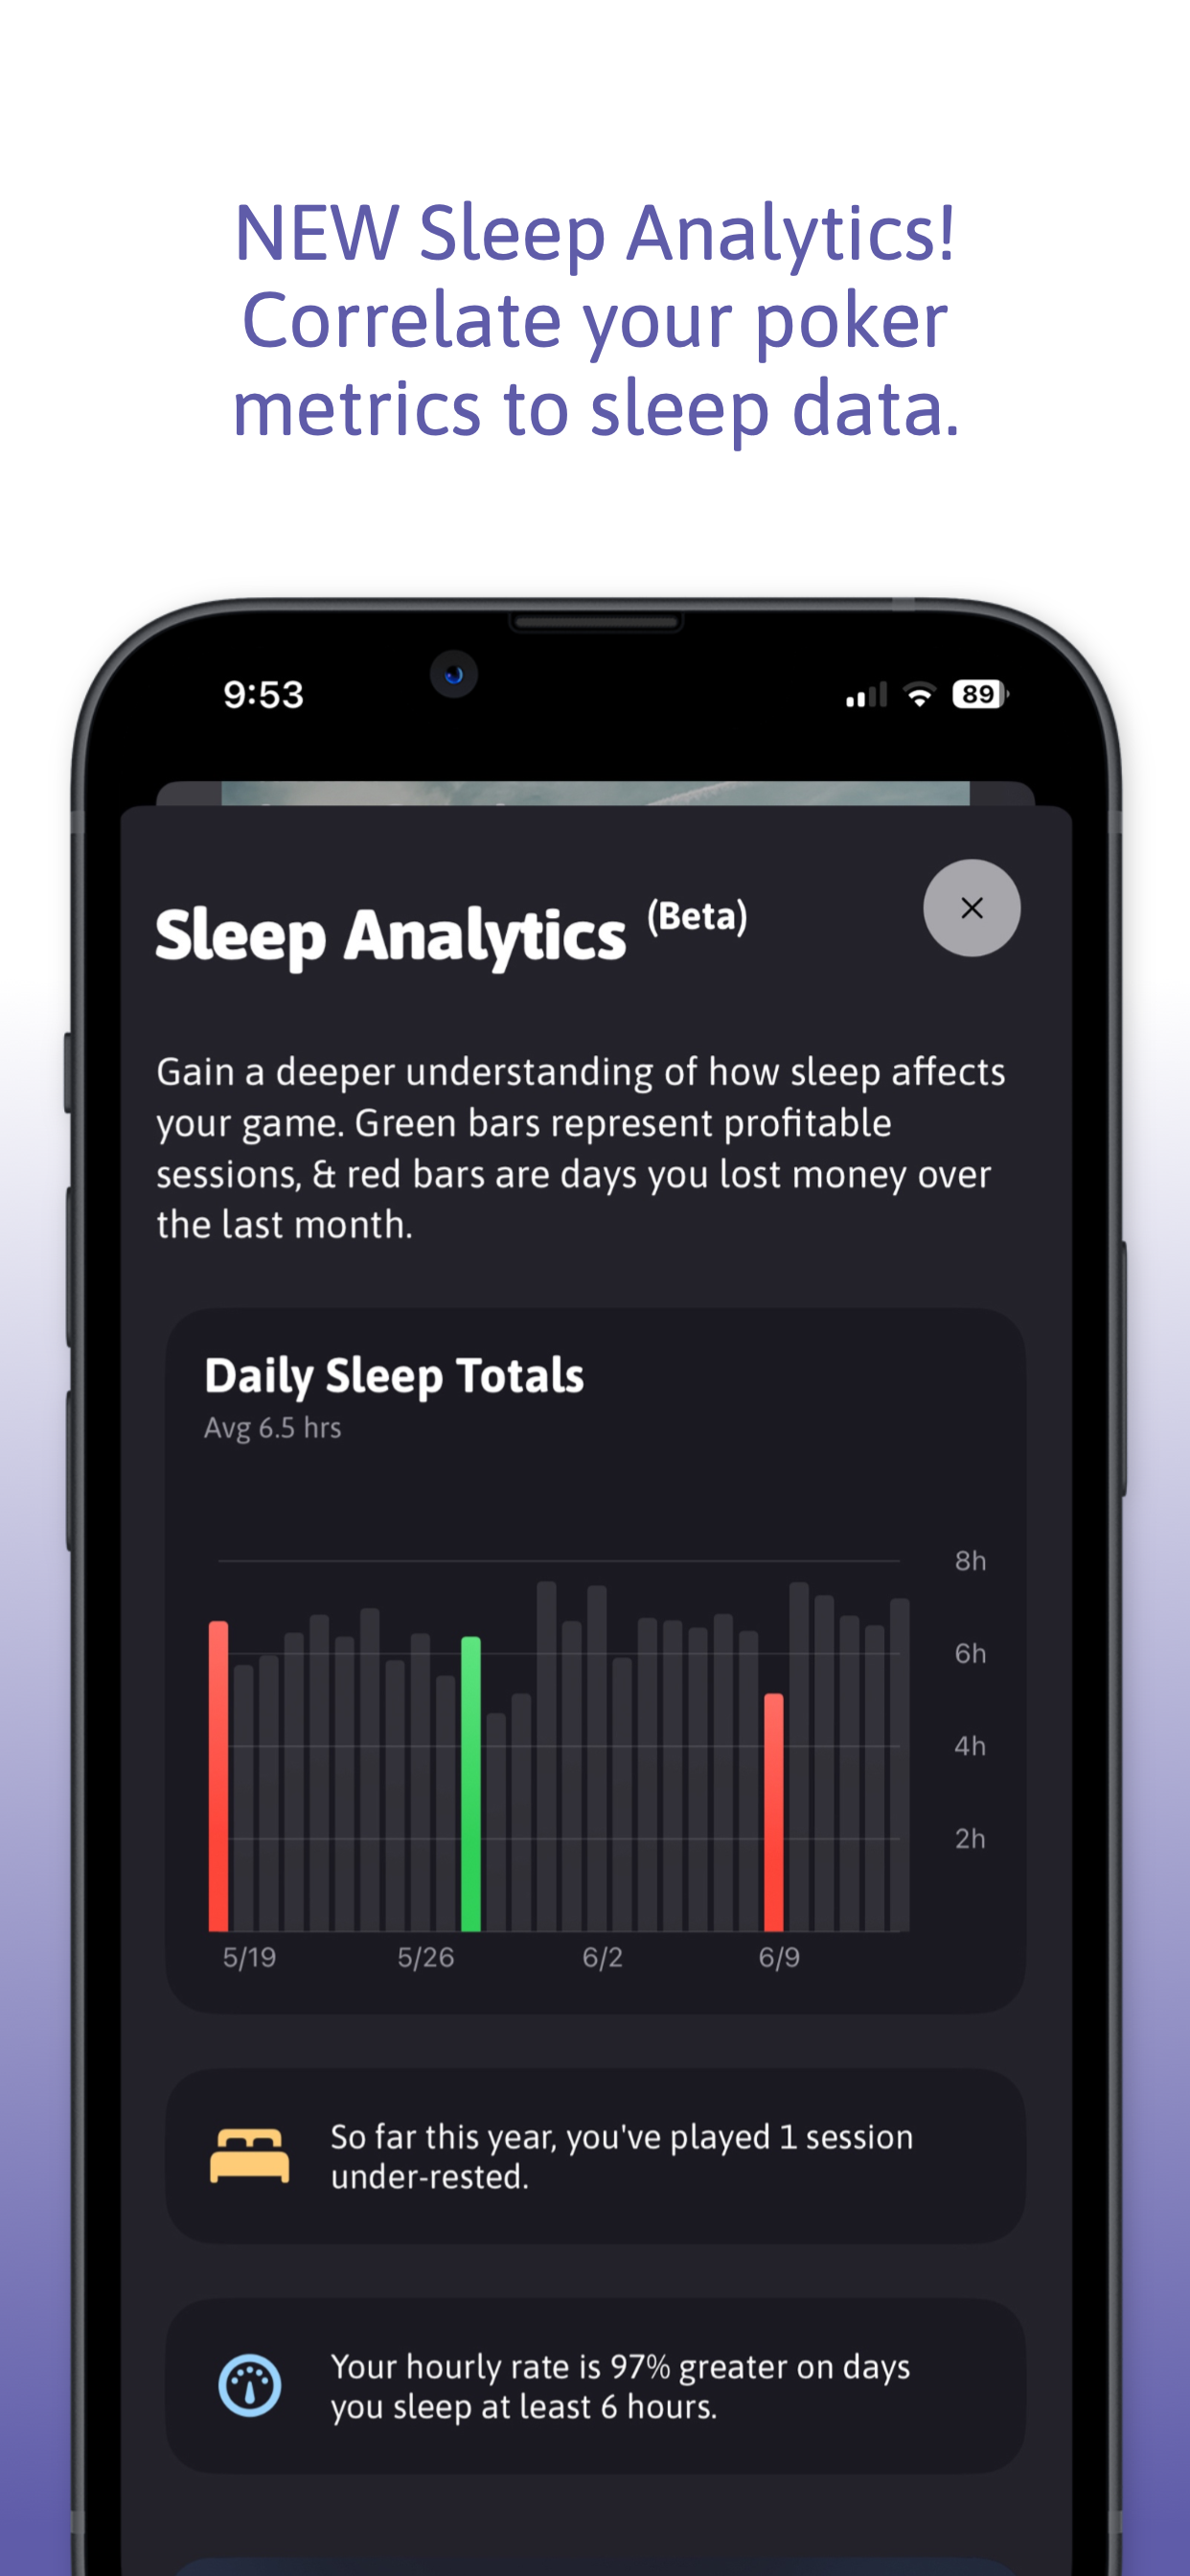 NEW Sleep Analytics!
Correlate your poker
metrics to sleep data.
9:53
89
Sleep Analytics (Beta)
Gain a deeper understanding of how sleep affects
your game. Green bars represent profitable
sessions, & red bars are days you lost money over
the last month.
Daily Sleep Totals
Avg 6.5 hrs
8h
6h
4h
2h
5/19 5/26 6/2 6/9
So far this year, you've played 1 session
under-rested.
Your hourly rate is 97% greater on days
you sleep at least 6 hours.